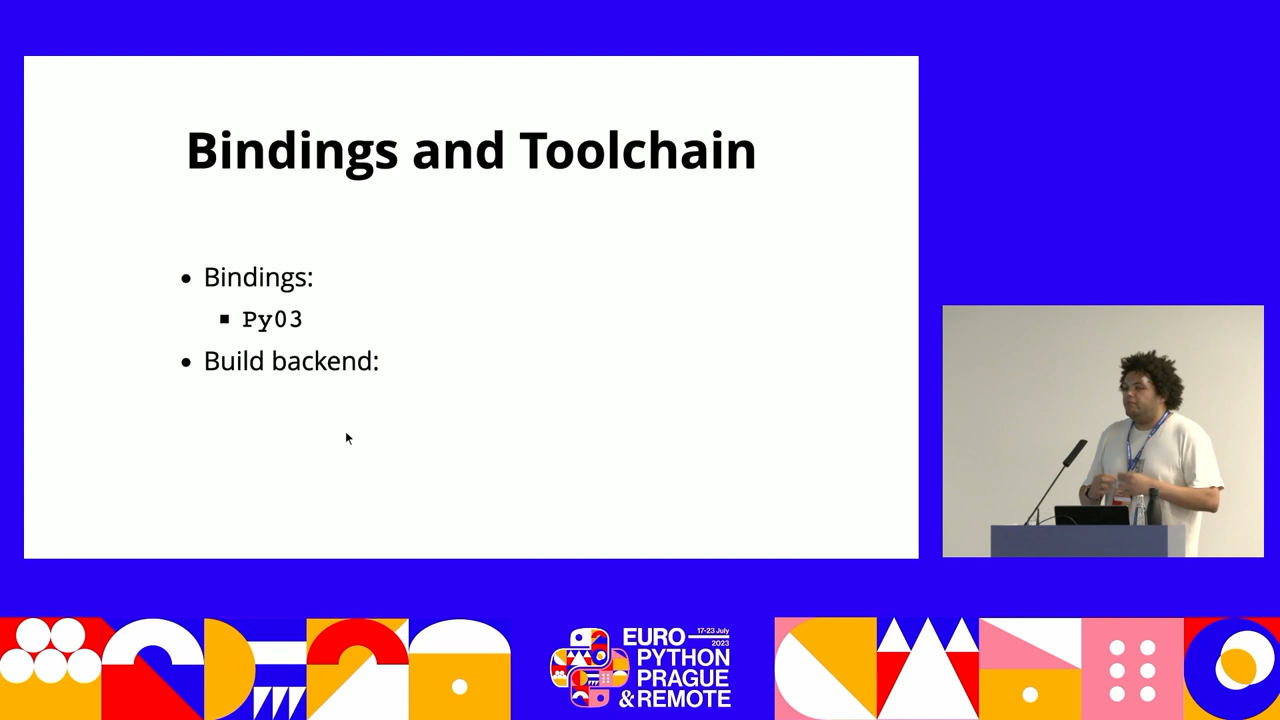 Bindings and Toolchain
Bindings:
PyO3
Build backend:
EURO
17-23 July
2023
PYTHON
PRAGUE
&REMOTE